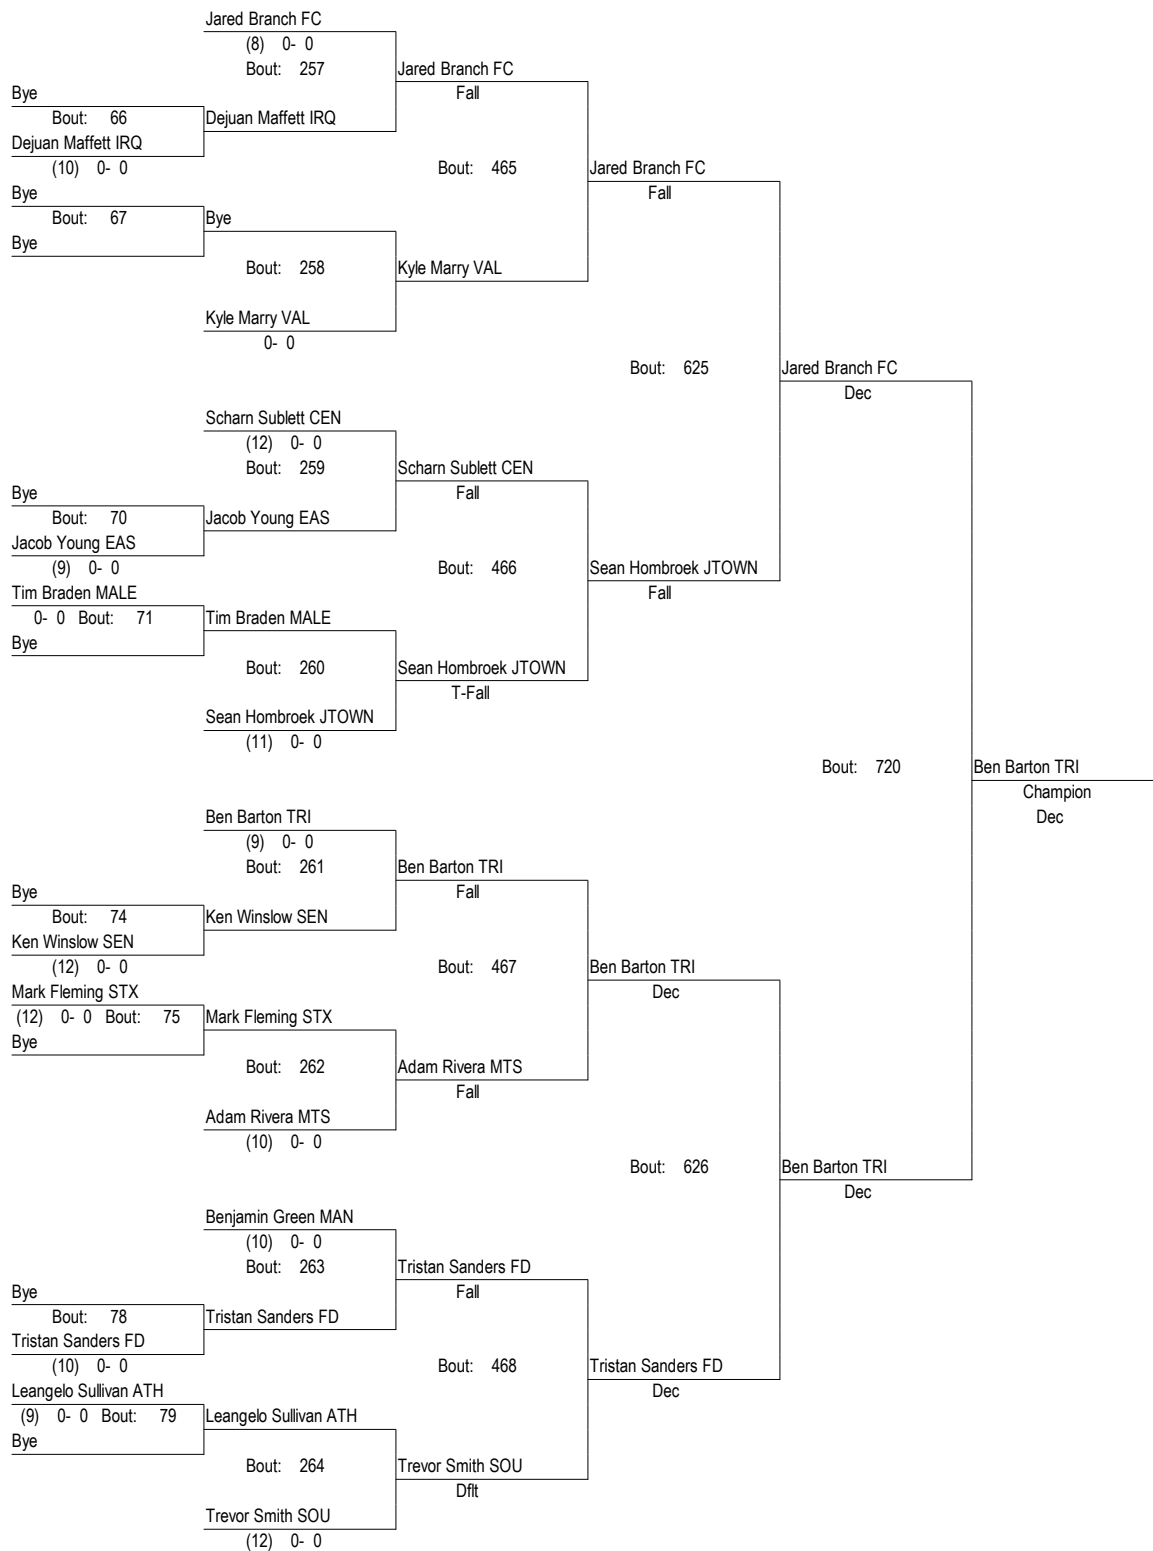 Jared Branch FC
(8) 0- 0
Bout: 257
Jared Branch FC
Fall
Bye
Bout: 66
Dejuan Maffett IRQ
Dejuan Maffett IRQ
(10) 0- 0
Bout: 465
Jared Branch FC
Fall
Bye
Bout: 67
Bye
Bye
Bout: 258
Kyle Marry VAL
Kyle Marry VAL
0- 0
Bout: 625
Jared Branch FC
Dec
Scharn Sublett CEN
(12) 0- 0
Bout: 259
Scharn Sublett CEN
Fall
Bye
Bout: 70
Jacob Young EAS
Jacob Young EAS
(9) 0- 0
Bout: 466
Sean Hombroek JTOWN
Fall
Tim Braden MALE
0- 0 Bout: 71
Tim Braden MALE
Bye
Bout: 260
Sean Hombroek JTOWN
T-Fall
Sean Hombroek JTOWN
(11) 0- 0
Bout: 720
Ben Barton TRI
Champion
Dec
Ben Barton TRI
(9) 0- 0
Bout: 261
Ben Barton TRI
Fall
Bye
Bout: 74
Ken Winslow SEN
Ken Winslow SEN
(12) 0- 0
Bout: 467
Ben Barton TRI
Dec
Mark Fleming STX
(12) 0- 0 Bout: 75
Mark Fleming STX
Bye
Bout: 262
Adam Rivera MTS
Fall
Adam Rivera MTS
(10) 0- 0
Bout: 626
Ben Barton TRI
Dec
Benjamin Green MAN
(10) 0- 0
Bout: 263
Tristan Sanders FD
Fall
Bye
Bout: 78
Tristan Sanders FD
Tristan Sanders FD
(10) 0- 0
Bout: 468
Tristan Sanders FD
Dec
Leangelo Sullivan ATH
(9) 0- 0 Bout: 79
Leangelo Sullivan ATH
Bye
Bout: 264
Trevor Smith SOU
Dflt
Trevor Smith SOU
(12) 0- 0